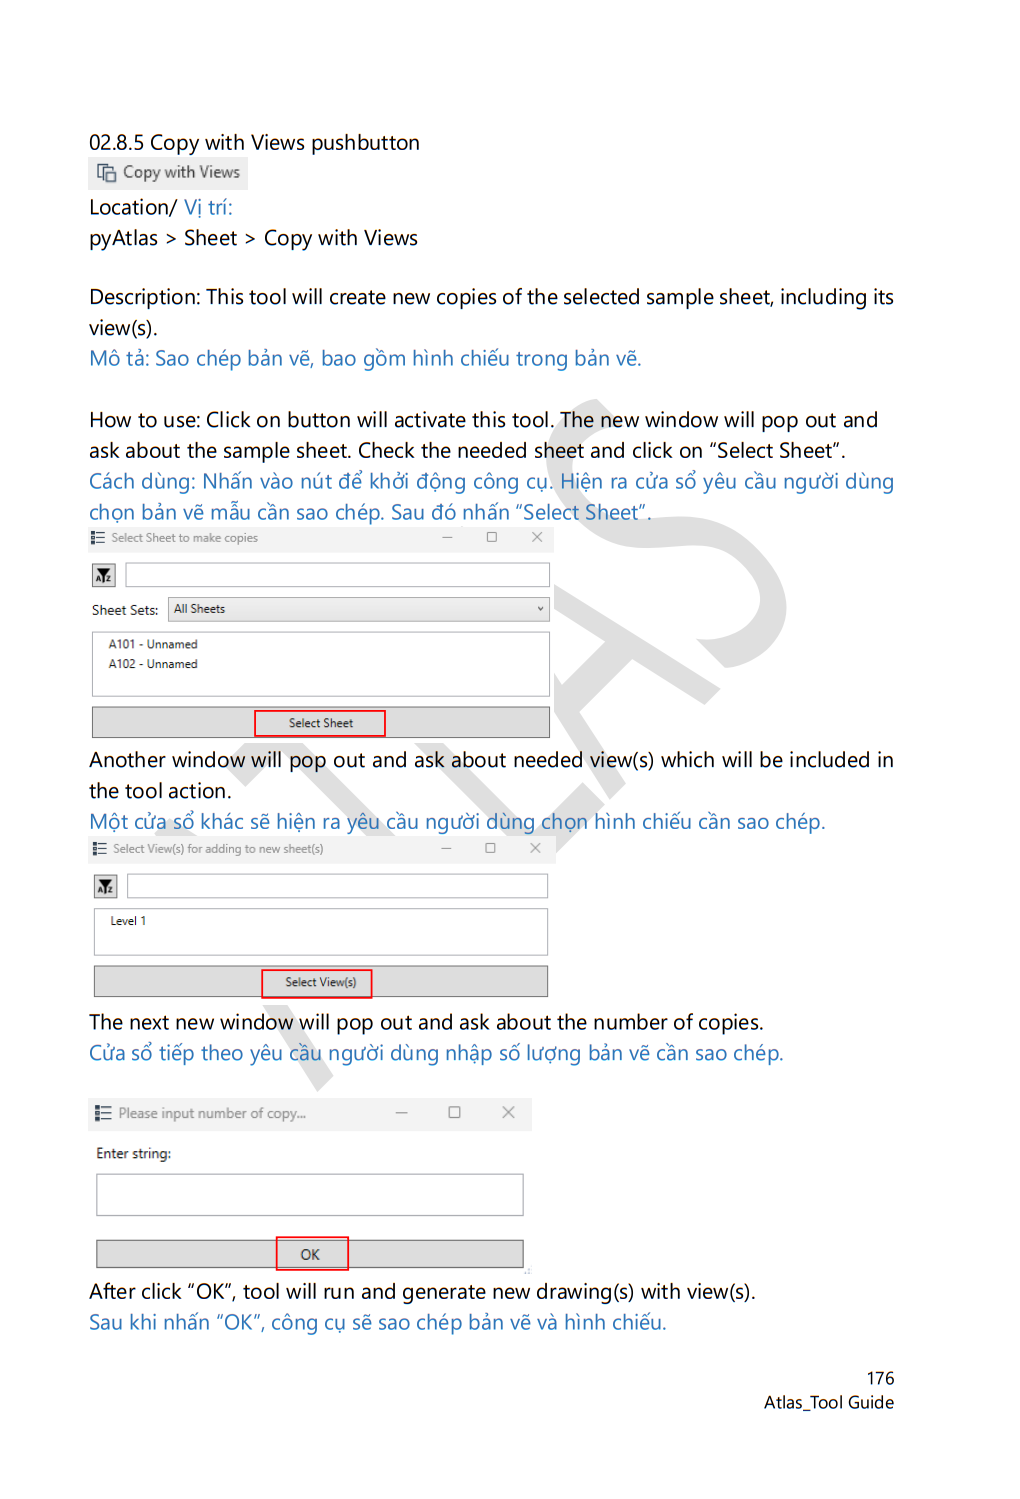 02.8.5 Copy with Views pushbutton
Copy with Views
Location/ Vị trí:
pyAtlas > Sheet > Copy with Views
Description: This tool will create new copies of the selected sample sheet, including its
view(s).
Mô tả: Sao chép bản vẽ, bao gồm hình chiếu trong bản vẽ.
How to use: Click on button will activate this tool. The new window will pop out and
ask about the sample sheet. Check the needed sheet and click on “Select Sheet”.
Cách dùng: Nhấn vào nút để khởi động công cụ. Hiện ra cửa sổ yêu cầu người dùng
chọn bản vẽ mẫu cần sao chép. Sau đó nhấn “Select Sheet”.
Select Sheet to make copies
AZ
Sheet Sets: All Sheets
A101 - Unnamed
A102 - Unnamed
Select Sheet
Another window will pop out and ask about needed view(s) which will be included in
the tool action.
Một cửa sổ khác sẽ hiện ra yêu cầu người dùng chọn hình chiếu cần sao chép.
Select View(s) for adding to new sheet(s)
AZ
Level 1
Select View(s)
The next new window will pop out and ask about the number of copies.
Cửa sổ tiếp theo yêu cầu người dùng nhập số lượng bản vẽ cần sao chép.
Please input number of copy...
Enter string:
OK
After click “OK”, tool will run and generate new drawing(s) with view(s).
Sau khi nhấn “OK”, công cụ sẽ sao chép bản vẽ và hình chiếu.
176
Atlas_Tool Guide
ATLAS